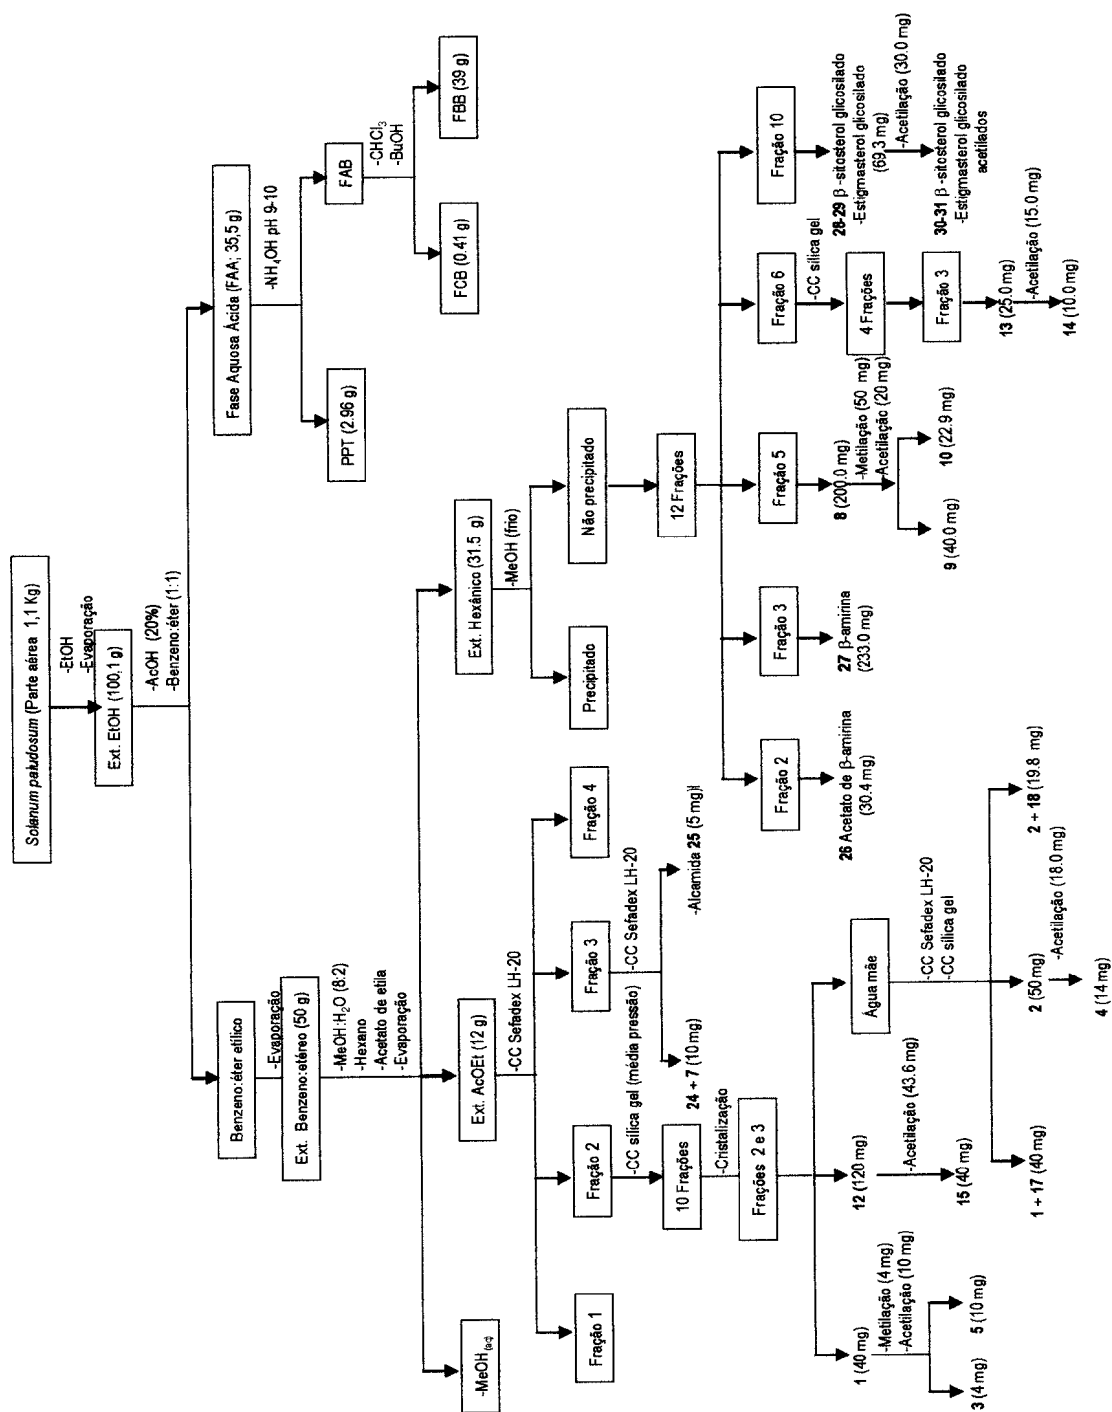 Solanum paludosum (Parte aérea 1,1 Kg)
-EtOH
-Evaporação
Ext. EtOH (100,1 g)
-AcOH (20%)
-Benzeno:éter (1:1)
Benzeno:éter etílico
-Evaporação
Ext. Benzeno:etéreo (50 g)
-MeOH:H2O (8:2)
-Hexano
-Acetato de etila
-Evaporação
Fase Aquosa Ácida (FAA; 35,5 g)
-NH4OH pH 9-10
PPT (2.96 g)
FAB
-CHCl3
-BuOH
FCB (0.41 g)
FBB (39 g)
-MeOH(aq)
Ext. AcOEt (12 g)
-CC Sefadex LH-20
Ext. Hexânico (31.5 g)
-MeOH (frio)
Precipitado
Não precipitado
12 Frações
Fração 1
Fração 2
-CC sílica gel (média pressão)
10 Frações
-Cristalização
Frações 2 e 3
Fração 3
-CC Sefadex LH-20
24 + 7 (10 mg)
-Alcamida 25 (5 mg)l
Fração 4
1 (40 mg)
-Metilação (4 mg)
-Acetilação (10 mg)
3 (4 mg)
5 (10 mg)
12 (120 mg)
-Acetilação (43.6 mg)
15 (40 mg)
Água mãe
-CC Sefadex LH-20
-CC sílica gel
1 + 17 (40 mg)
2 (50 mg)
-Acetilação (18.0 mg)
4 (14 mg)
2 + 18 (19.8 mg)
Fração 2
26 Acetato de β-amirina
(30.4 mg)
Fração 3
27 β-amirina
(233.0 mg)
Fração 5
8 (200.0 mg)
-Metilação (50 mg)
-Acetilação (20 mg)
9 (40.0 mg)
10 (22.9 mg)
Fração 6
-CC sílica gel
4 Frações
Fração 3
13 (25.0 mg)
-Acetilação (15.0 mg)
14 (10.0 mg)
Fração 10
28-29 β -sitosterol glicosilado
-Estigmasterol glicosilado
(69.3 mg)
-Acetilação (30.0 mg)
30-31 β -sitosterol glicosilado
-Estigmasterol glicosilado
acetilados